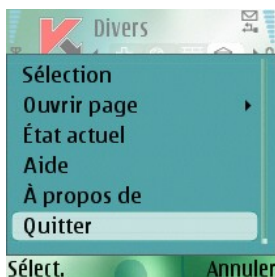 Divers
Sélection
Ouvrir page
État actuel
Aide
À propos de
Quitter
Sélect. Annuler